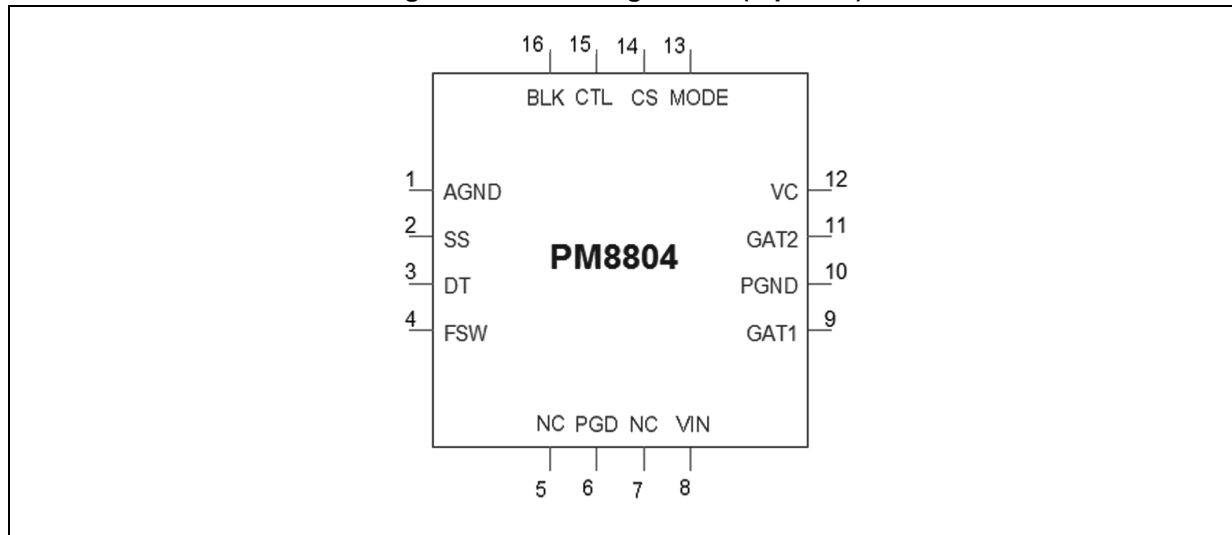 16 15 14 13
BLK CTL CS MODE
1 AGND VC 12
2 SS GAT2 11
PM8804
3 DT PGND 10
4 FSW GAT1 9
NC PGD NC VIN
5 6 7 8